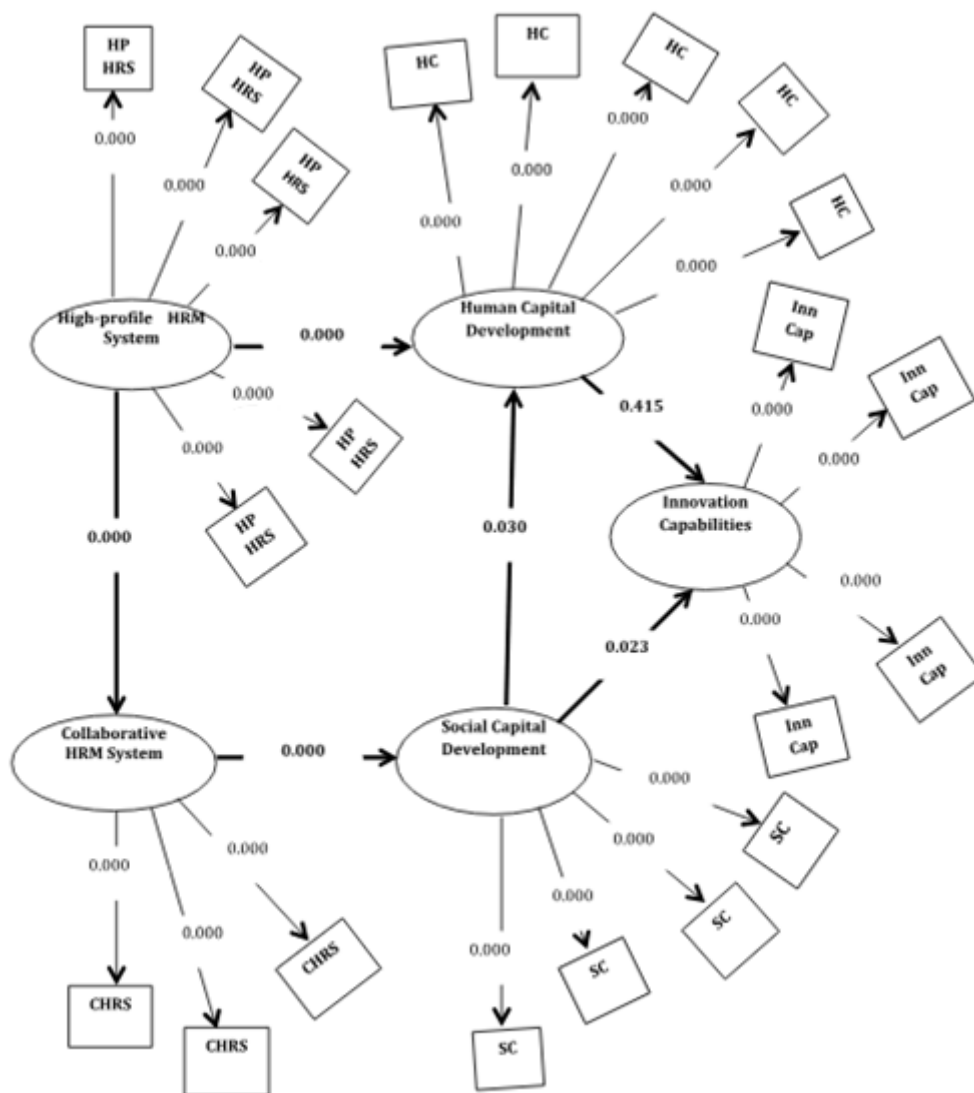 HP
HRS
0.000
HP
HRS
0.000
HP
HRS
0.000
HC
0.000
HC
0.000
HC
0.000
HC
0.000
HC
0.000
High-profile HRM
System
0.000
Human Capital
Development
Inn
Cap
0.000
Inn
Cap
0.000
0.415
0.000
HP
HRS
0.000
HP
HRS
0.000
0.030
Innovation
Capabilities
0.000
Inn
Cap
0.000
Inn
Cap
0.023
Collaborative
HRM System
0.000
Social Capital
Development
0.000
SC
0.000
SC
0.000
SC
0.000
SC
0.000
CHRS
0.000
CHRS
0.000
CHRS